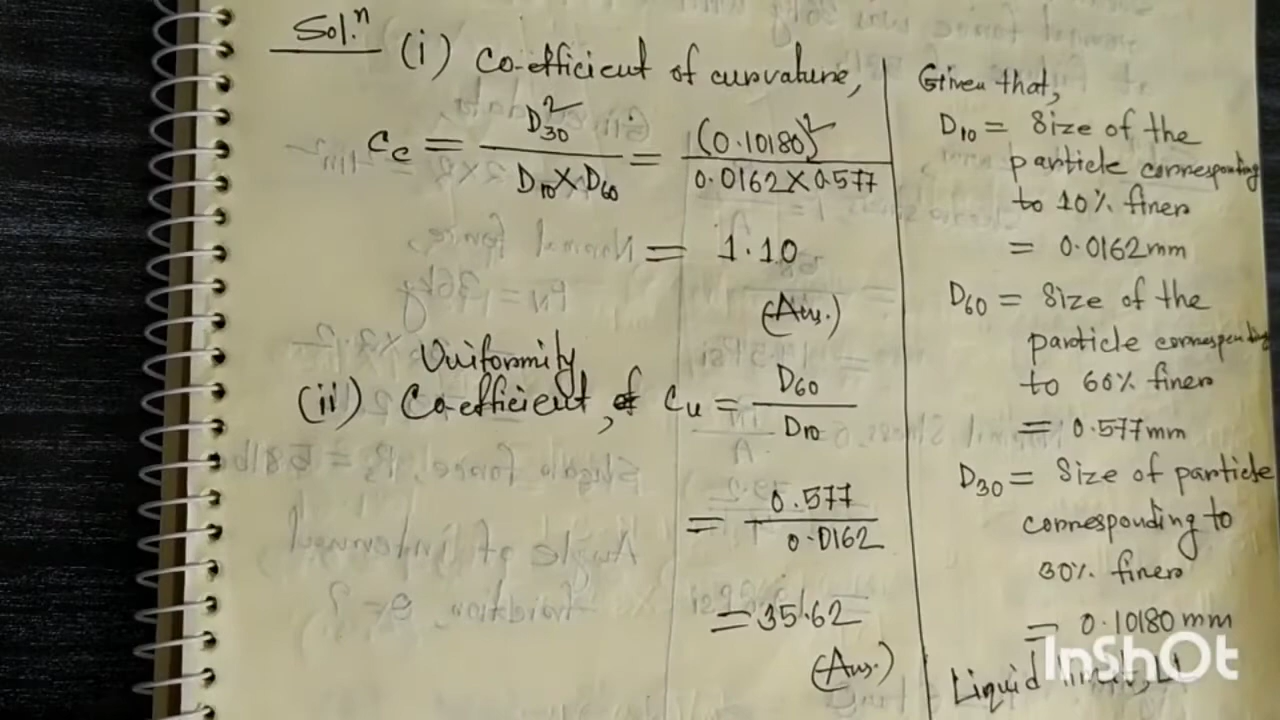 Sol.ⁿ
(i) Co-efficient of curvature,
Cc = D₃₀² / D₁₀ × D₆₀ = (0.10180)² / 0.0162 × 0.577
= 1.10
(Ans.)
Uniformity
(ii) Co-efficient, Cu = D₆₀ / D₁₀
= 0.577 / 0.0162
= 35.62
(Ans.)
Given that,
D₁₀ = Size of the
particle corresponding
to 10% finer
= 0.0162mm
D₆₀ = Size of the
particle corresponding
to 60% finer
= 0.577mm
D₃₀ = Size of particle
corresponding to
30% finer
= 0.10180 mm
Liquid limit,
InShOt